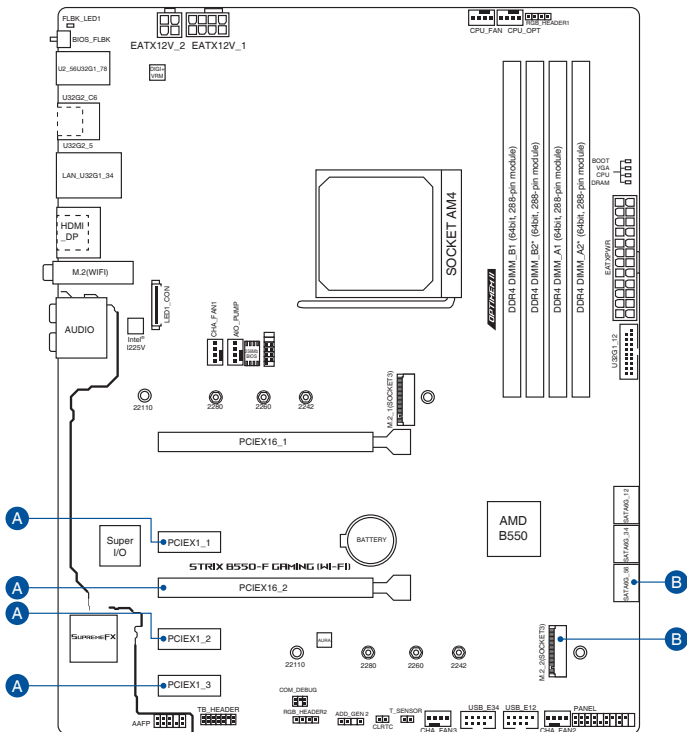 FLBK_LED1
BIOS_FLBK
EATX12V_2
EATX12V_1
CPU_FAN
CPU_OPT
RGB_HEADER1
U2_56U32G1_78
DIGI+
VRM
U32G2_C6
U32G2_5
LAN_U32G1_34
HDMI
_DP
M.2(WIFI)
AUDIO
LED1_CON
Intel®
I225V
CHA_FAN1
AIO_PUMP
256Mb
BIOS
SOCKET AM4
OPTIMEM II
DDR4 DIMM_B1 (64bit, 288-pin module)
DDR4 DIMM_B2* (64bit, 288-pin module)
DDR4 DIMM_A1 (64bit, 288-pin module)
DDR4 DIMM_A2* (64bit, 288-pin module)
BOOT
VGA
CPU
DRAM
EATXPWR
U32G1_12
22110
2280
2260
2242
M.2_1(SOCKET3)
PCIEX16_1
A
PCIEX1_1
Super
I/O
BATTERY
AMD
B550
SATA6G_12
SATA6G_34
SATA6G_56
B
STRIX B550-F GAMING (WI-FI)
A
PCIEX16_2
A
PCIEX1_2
SUPREMEFX
AURA
22110
2280
2260
2242
M.2_2(SOCKET3)
B
A
PCIEX1_3
AAFP
TB_HEADER
COM_DEBUG
RGB_HEADER2
ADD_GEN 2
CLRTC
T_SENSOR
CHA_FAN3
USB_E34
USB_E12
CHA_FAN2
PANEL